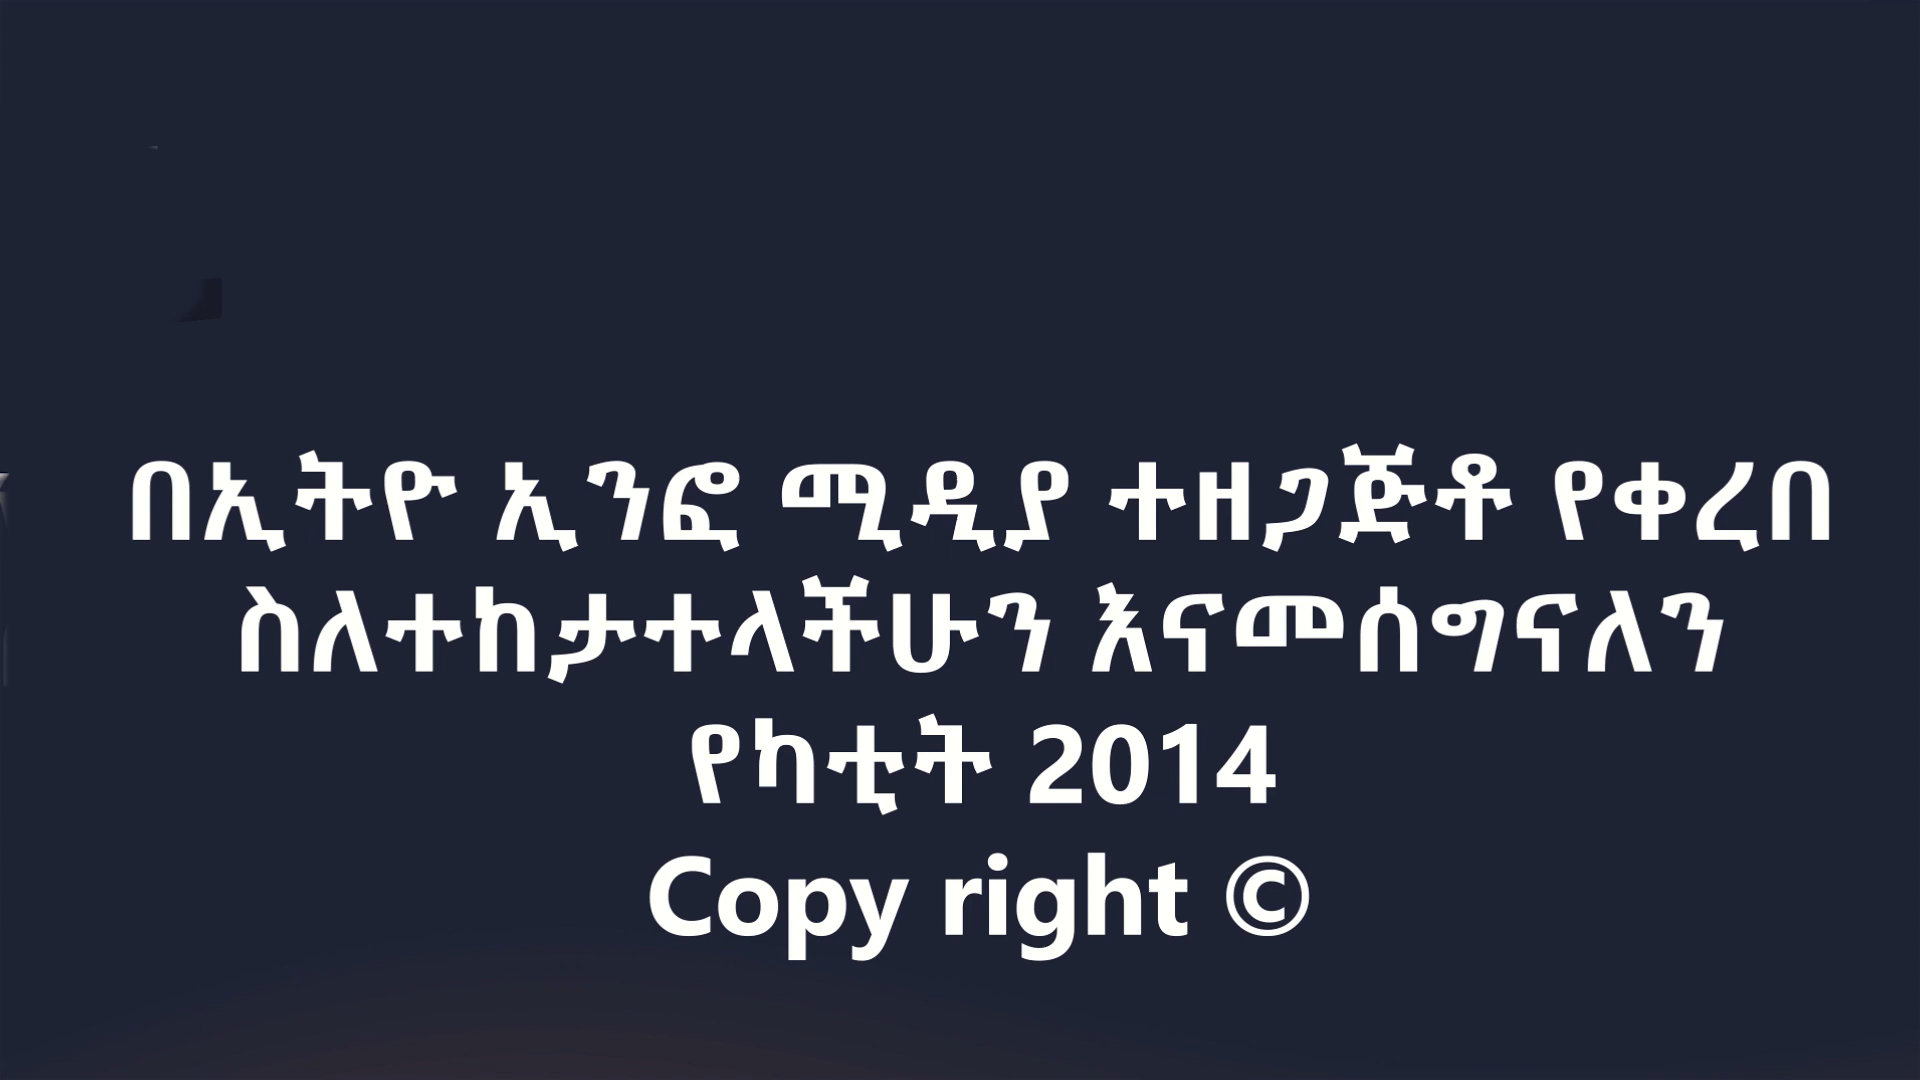 በኢትዮ ኢንፎ ሚዲያ ተዘጋጅቶ የቀረበ
ስለተከታተላችሁን እናመሰግናለን
የካቲት 2014
Copy right ©